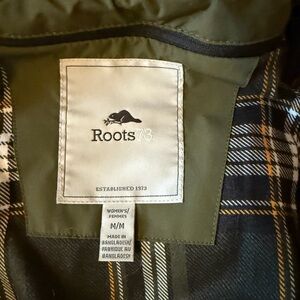 Roots73
ESTABLISHED 1973
WOMEN'S/
FEMMES
M/M
MADE IN
BANGLADESH/
FABRIQUÉ AU
BANGLADESH